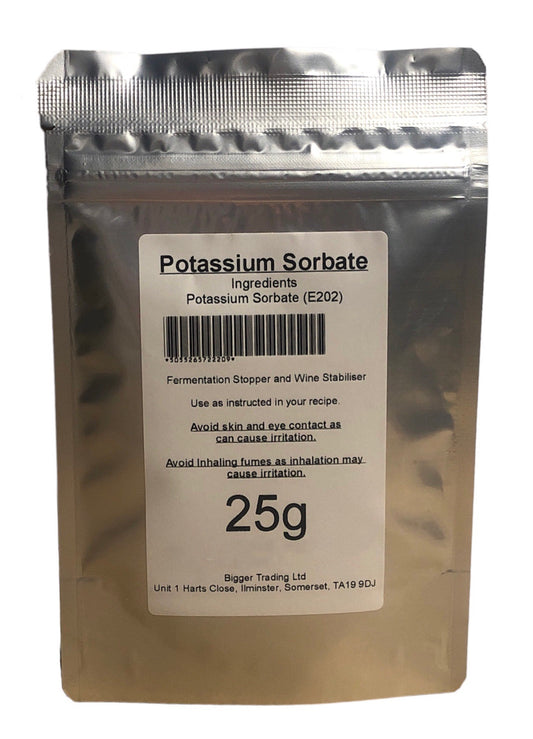 Potassium Sorbate
Ingredients
Potassium Sorbate (E202)
*5055265722209*
Fermentation Stopper and Wine Stabiliser
Use as instructed in your recipe.
Avoid skin and eye contact as
can cause irritation.
Avoid Inhaling fumes as inhalation may
cause irritation.
25g
Bigger Trading Ltd
Unit 1 Harts Close, Ilminster, Somerset, TA19 9DJ